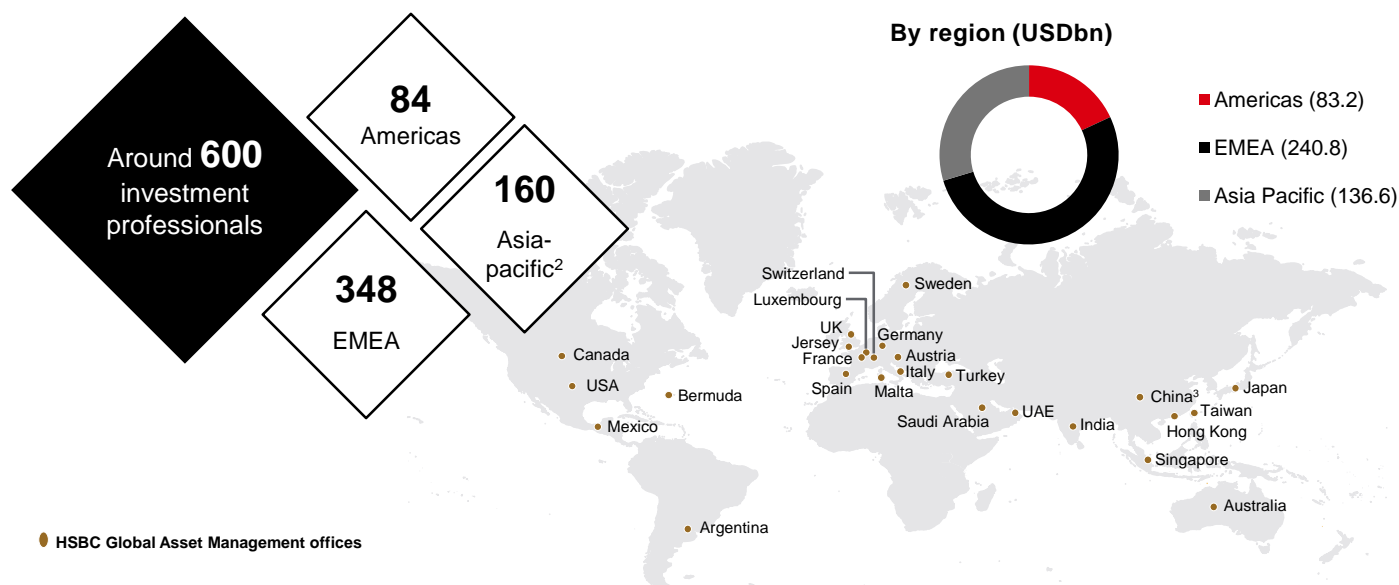 Around 600
investment
professionals
84
Americas
160
Asia-
pacific²
348
EMEA
By region (USDbn)
Americas (83.2)
EMEA (240.8)
Asia Pacific (136.6)
Switzerland
Luxembourg
Sweden
UK
Jersey
France
Germany
Austria
Italy
Spain
Malta
Turkey
Saudi Arabia
UAE
India
China³
Japan
Taiwan
Hong Kong
Singapore
Australia
Canada
USA
Bermuda
Mexico
Argentina
HSBC Global Asset Management offices